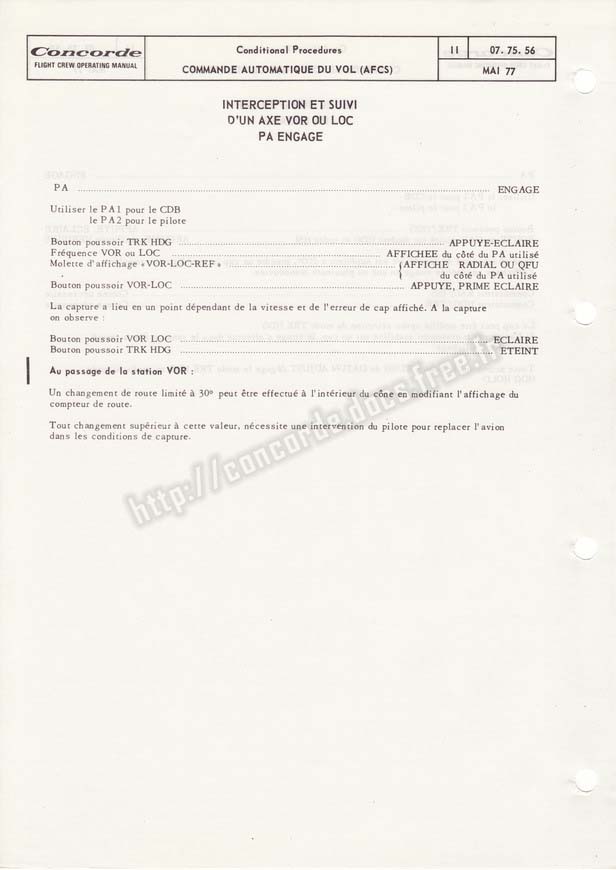 Concorde
FLIGHT CREW OPERATING MANUAL
Conditional Procedures
COMMANDE AUTOMATIQUE DU VOL (AFCS)
II 07.75.56
MAI 77
INTERCEPTION ET SUIVI
D'UN AXE VOR OU LOC
PA ENGAGE
PA ENGAGE
Utiliser le PA1 pour le CDB
le PA2 pour le pilote
Bouton poussoir TRK HDG APPUYE-ECLAIRE
Fréquence VOR ou LOC AFFICHEE du côté du PA utilisé
Molette d'affichage «VOR-LOC-REF» (AFFICHE RADIAL OU QFU
du côté du PA utilisé
Bouton poussoir VOR-LOC APPUYE, PRIME ECLAIRE
La capture a lieu en un point dépendant de la vitesse et de l'erreur de cap affiché. A la capture
on observe :
Bouton poussoir VOR LOC ECLAIRE
Bouton poussoir TRK HDG ETEINT
Au passage de la station VOR :
Un changement de route limité à 30° peut être effectué à l'intérieur du cône en modifiant l'affichage du
compteur de route.
Tout changement supérieur à cette valeur, nécessite une intervention du pilote pour replacer l'avion
dans les conditions de capture.
http://concorde.docs.free.fr